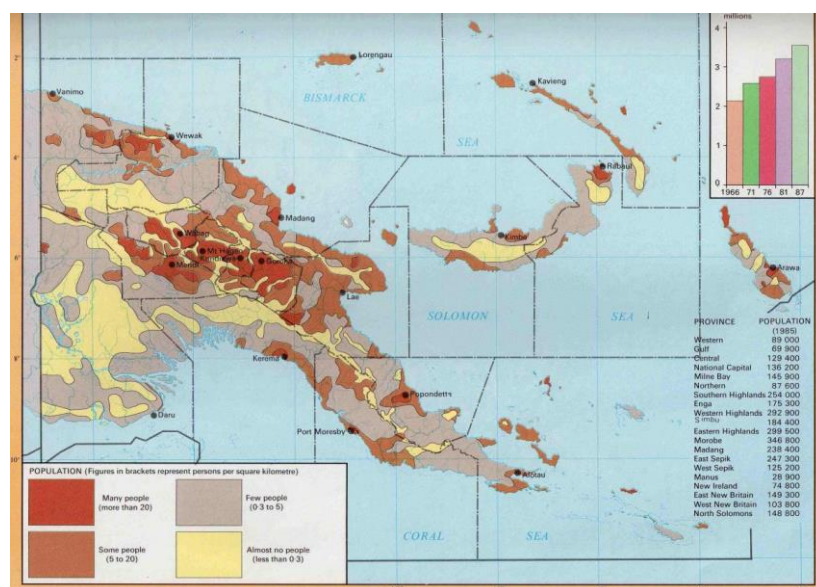 millions
4
3
2
1
0
1966 71 76 81 87
2°
4°
6°
8°
10°
Lorengau
Kavieng
Vanimo
BISMARCK
SEA
Wewak
Rabaul
Madang
Wabag
Mt Hagen
Mendi
Kundiawa
Goroka
Kimbe
Arawa
Lae
SOLOMON
SEA
Kerema
Popondetta
Daru
Port Moresby
Alotau
CORAL
SEA
PROVINCE POPULATION
(1985)
Western 89 000
Gulf 69 900
Central 129 400
National Capital 136 200
Milne Bay 145 900
Northern 87 600
Southern Highlands 254 000
Enga 175 300
Western Highlands 292 900
Simbu 184 400
Eastern Highlands 299 500
Morobe 346 800
Madang 238 400
East Sepik 247 300
West Sepik 125 200
Manus 28 900
New Ireland 74 800
East New Britain 149 300
West New Britain 103 800
North Solomons 148 800
POPULATION (Figures in brackets represent persons per square kilometre)
Many people
(more than 20)
Few people
(0·3 to 5)
Some people
(5 to 20)
Almost no people
(less than 0·3)